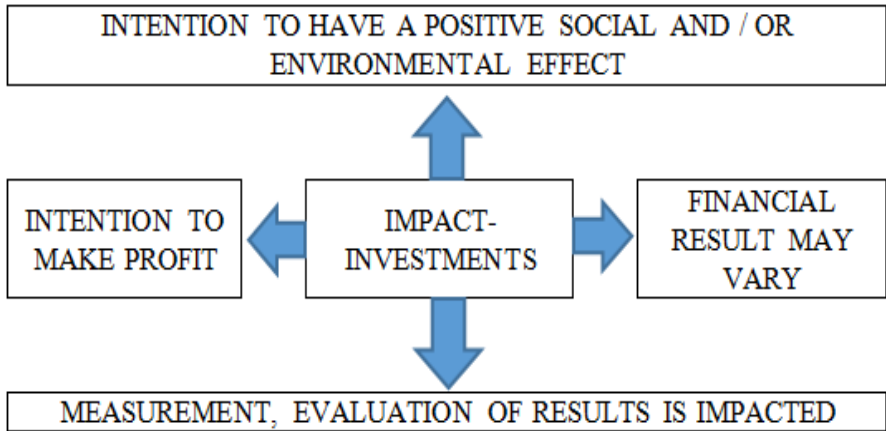 INTENTION TO HAVE A POSITIVE SOCIAL AND / OR
ENVIRONMENTAL EFFECT
INTENTION TO
MAKE PROFIT
IMPACT-
INVESTMENTS
FINANCIAL
RESULT MAY
VARY
MEASUREMENT, EVALUATION OF RESULTS IS IMPACTED